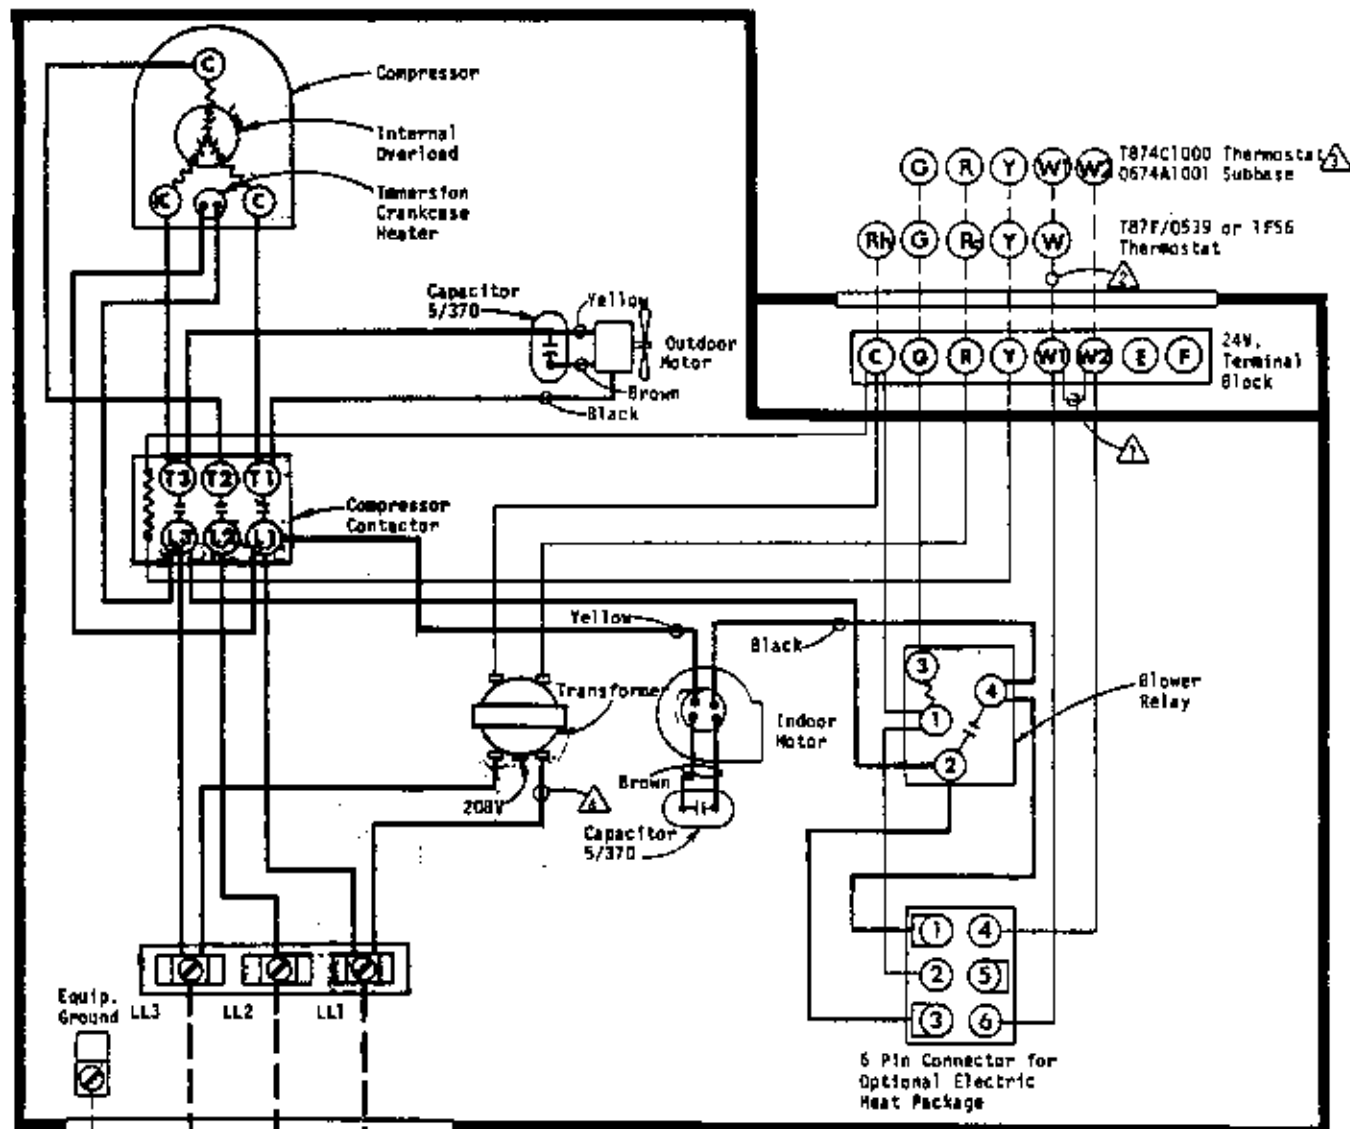 C
Compressor
Internal
Overload
C
C
Immersion
Crankcase
Heater
T874C1000 Thermostat 3
Q674A1001 Subbase
G R Y W1 W2
T87F/Q539 or 1F56
Thermostat
Rh G Rc Y W
2
Capacitor
5/370
Yellow
Outdoor
Motor
Brown
Black
C G R Y W1 W2 E F
24V.
Terminal
Block
1
T3 T2 T1
L3 L2 L1
Compressor
Contactor
Yellow
Black
3
4
1
2
Blower
Relay
Transformer
Indoor
Motor
208V
4
Brown
Capacitor
5/370
1 4
2 5
3 6
6 Pin Connector for
Optional Electric
Heat Package
Equip.
Ground
LL3 LL2 LL1